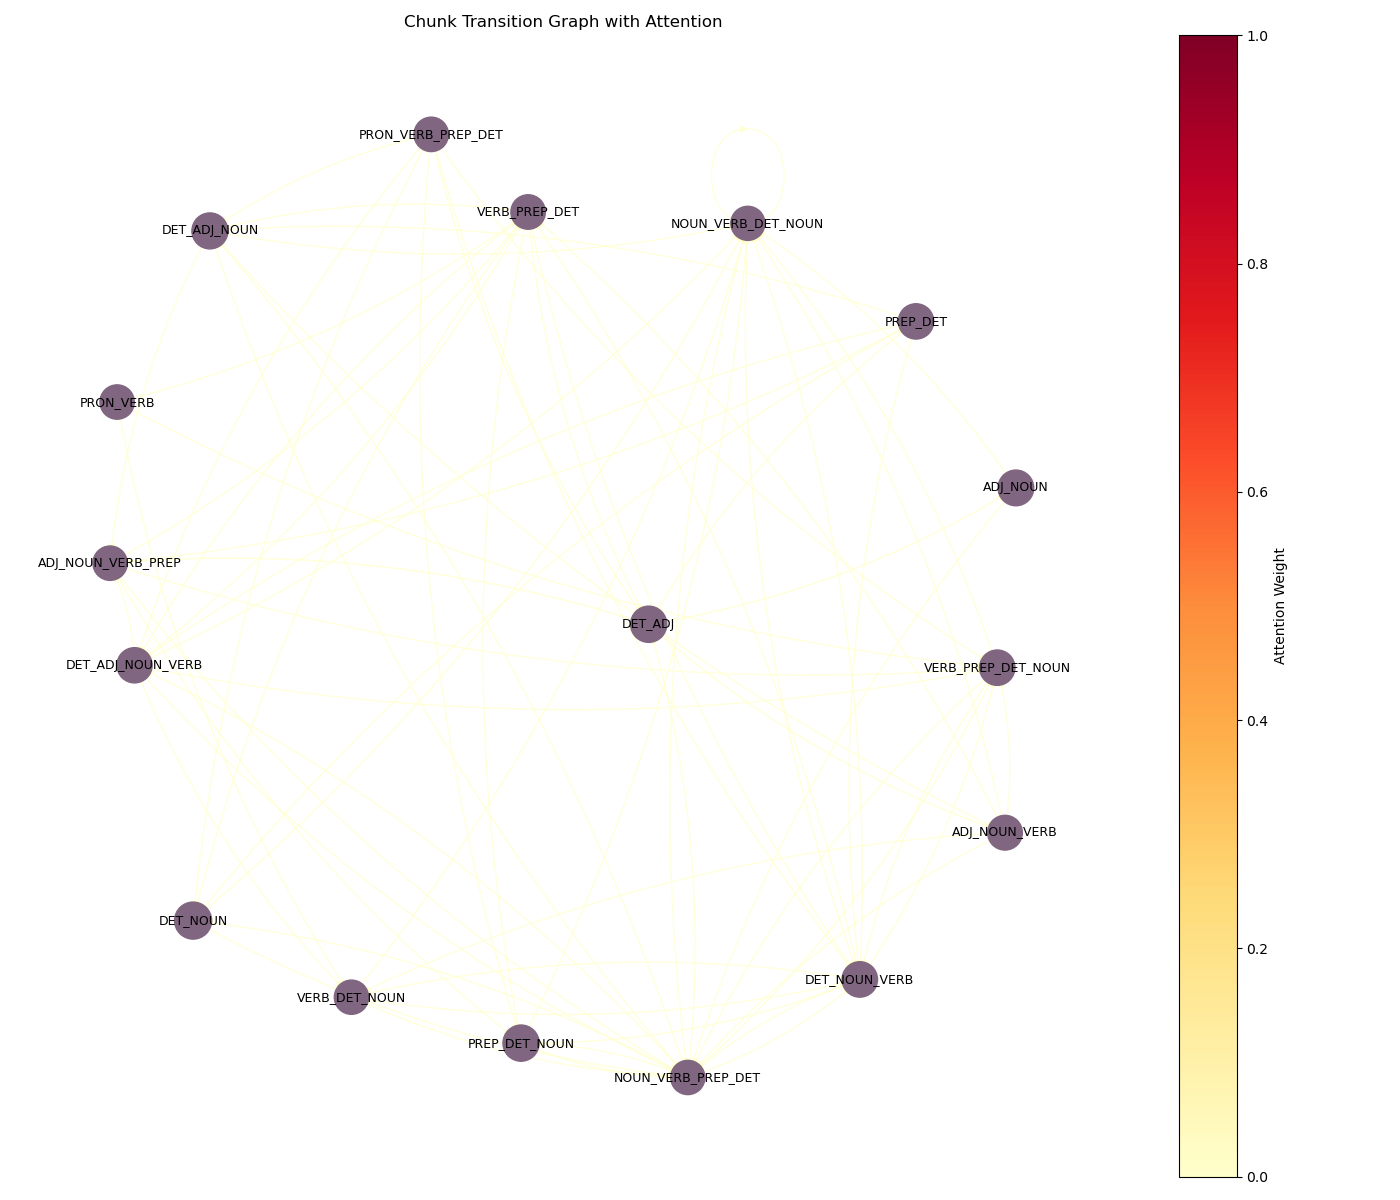 Chunk Transition Graph with Attention
PRON_VERB_PREP_DET
VERB_PREP_DET
NOUN_VERB_DET_NOUN
DET_ADJ_NOUN
PREP_DET
PRON_VERB
ADJ_NOUN
ADJ_NOUN_VERB_PREP
DET_ADJ
DET_ADJ_NOUN_VERB
VERB_PREP_DET_NOUN
ADJ_NOUN_VERB
DET_NOUN
DET_NOUN_VERB
VERB_DET_NOUN
PREP_DET_NOUN
NOUN_VERB_PREP_DET
1.0
0.8
0.6
0.4
0.2
0.0
Attention Weight